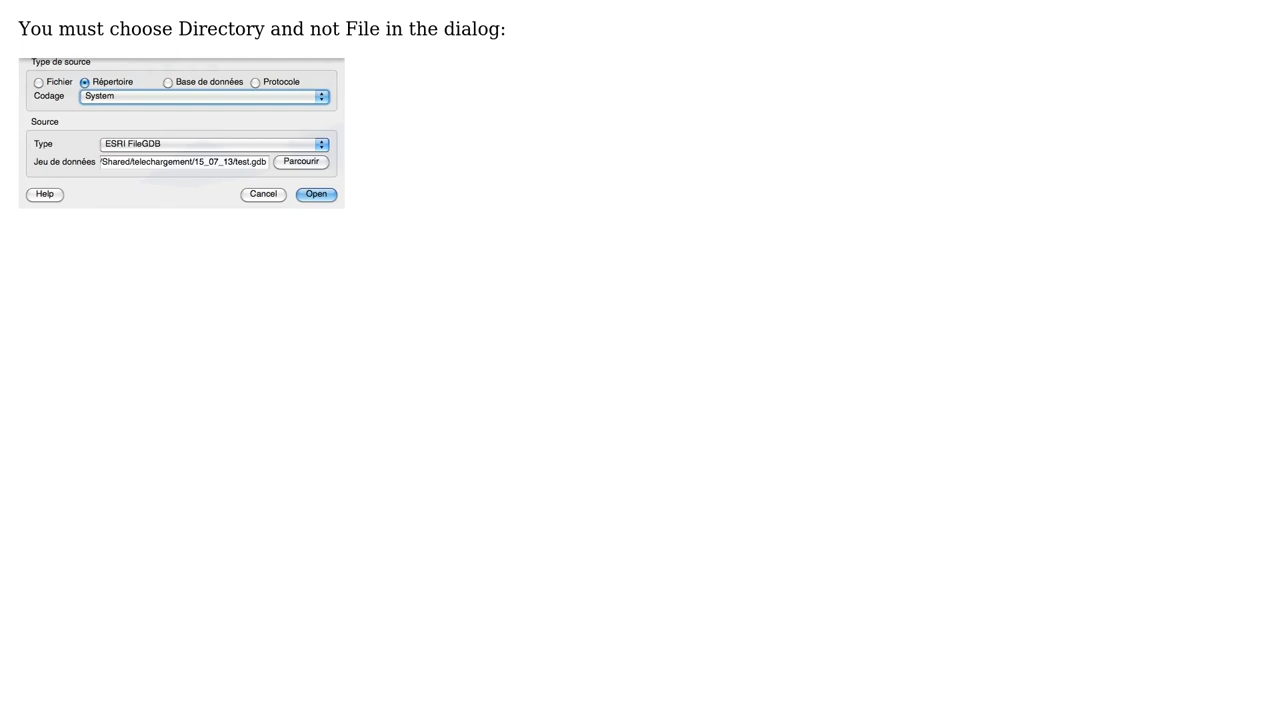 You must choose Directory and not File in the dialog:
Type de source
Fichier Répertoire Base de données Protocole
Codage System
Source
Type ESRI FileGDB
Jeu de données /Shared/telechargement/15_07_13/test.gdb Parcourir
Help Cancel Open